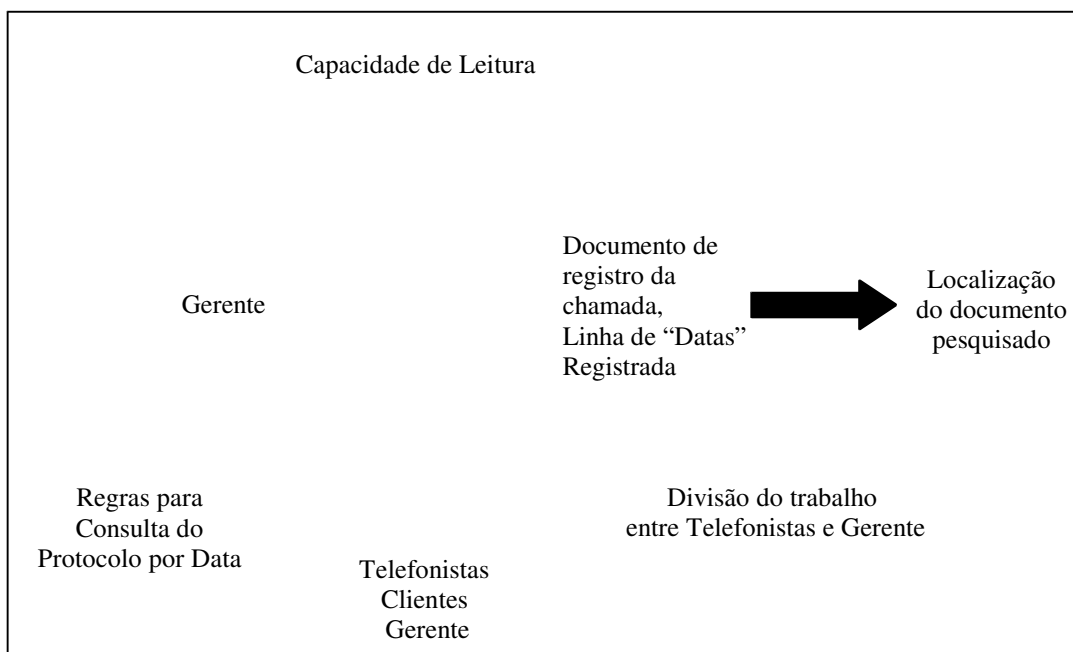 Capacidade de Leitura
Gerente
Documento de
registro da
chamada,
Linha de “Datas”
Registrada
Localização
do documento
pesquisado
Regras para
Consulta do
Protocolo por Data
Telefonistas
Clientes
Gerente
Divisão do trabalho
entre Telefonistas e Gerente